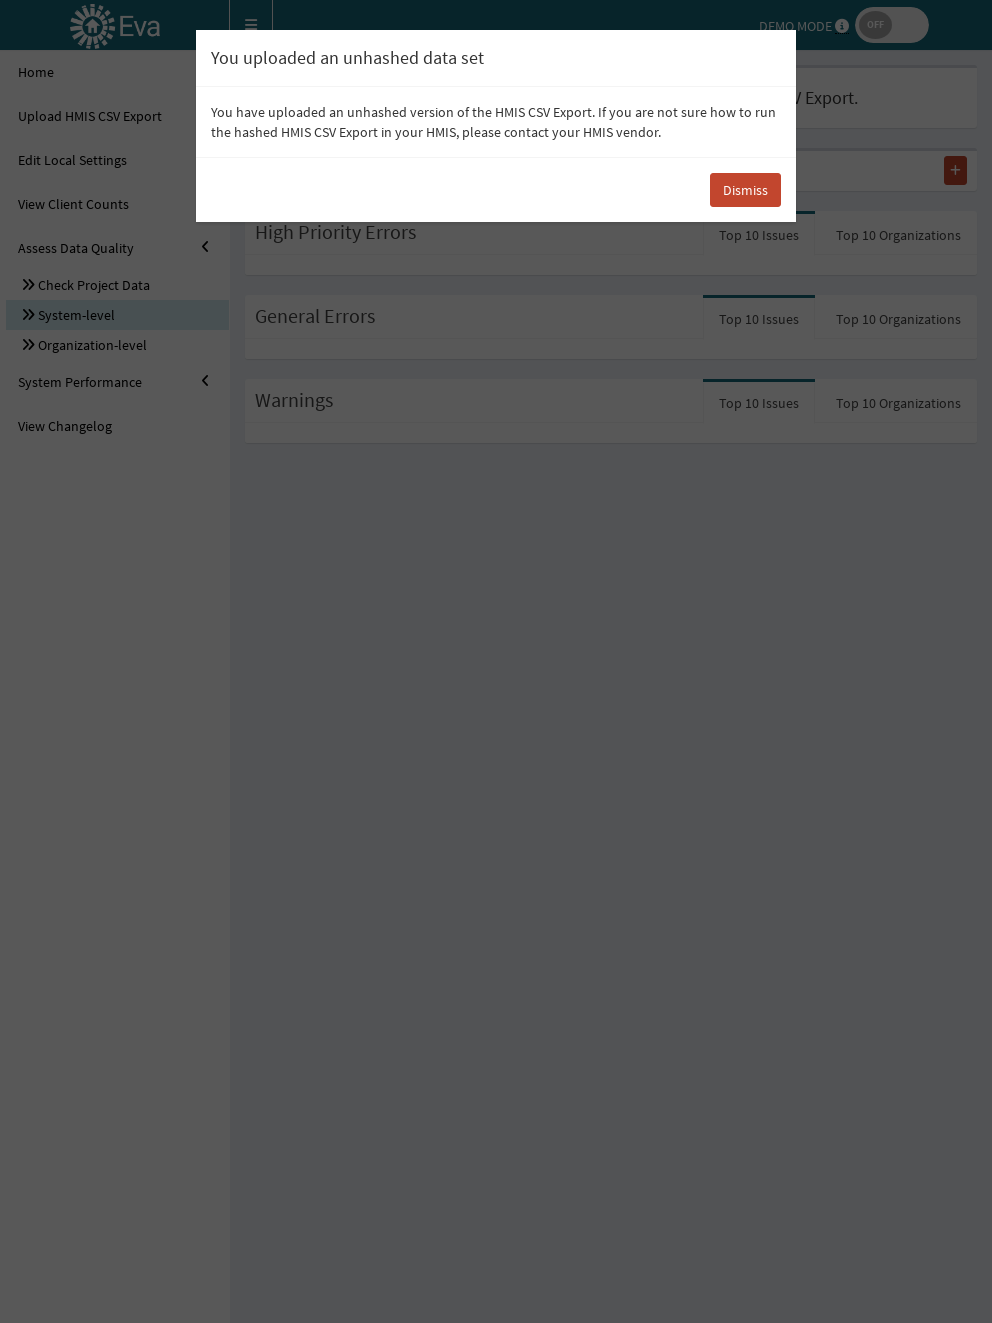 Eva
DEMO MODE
OFF
You uploaded an unhashed data set
You have uploaded an unhashed version of the HMIS CSV Export. If you are not sure how to run
the hashed HMIS CSV Export in your HMIS, please contact your HMIS vendor.
Dismiss
Home
Upload HMIS CSV Export
Edit Local Settings
View Client Counts
Assess Data Quality
Check Project Data
System-level
Organization-level
System Performance
View Changelog
Export.
High Priority Errors
Top 10 Issues
Top 10 Organizations
General Errors
Top 10 Issues
Top 10 Organizations
Warnings
Top 10 Issues
Top 10 Organizations